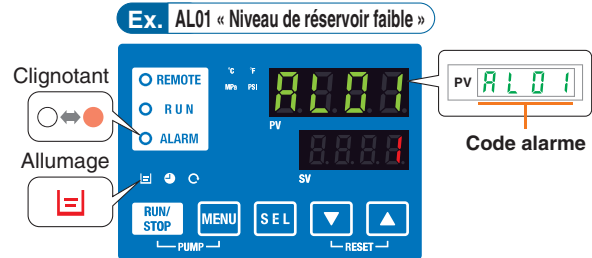 Ex. AL01 « Niveau de réservoir faible »
Clignotant
Allumage
REMOTE
RUN
ALARM
°C °F
MPa PSI
AL01
PV
1
SV
PV AL01
Code alarme
RUN/
STOP
MENU
SEL
PUMP
RESET